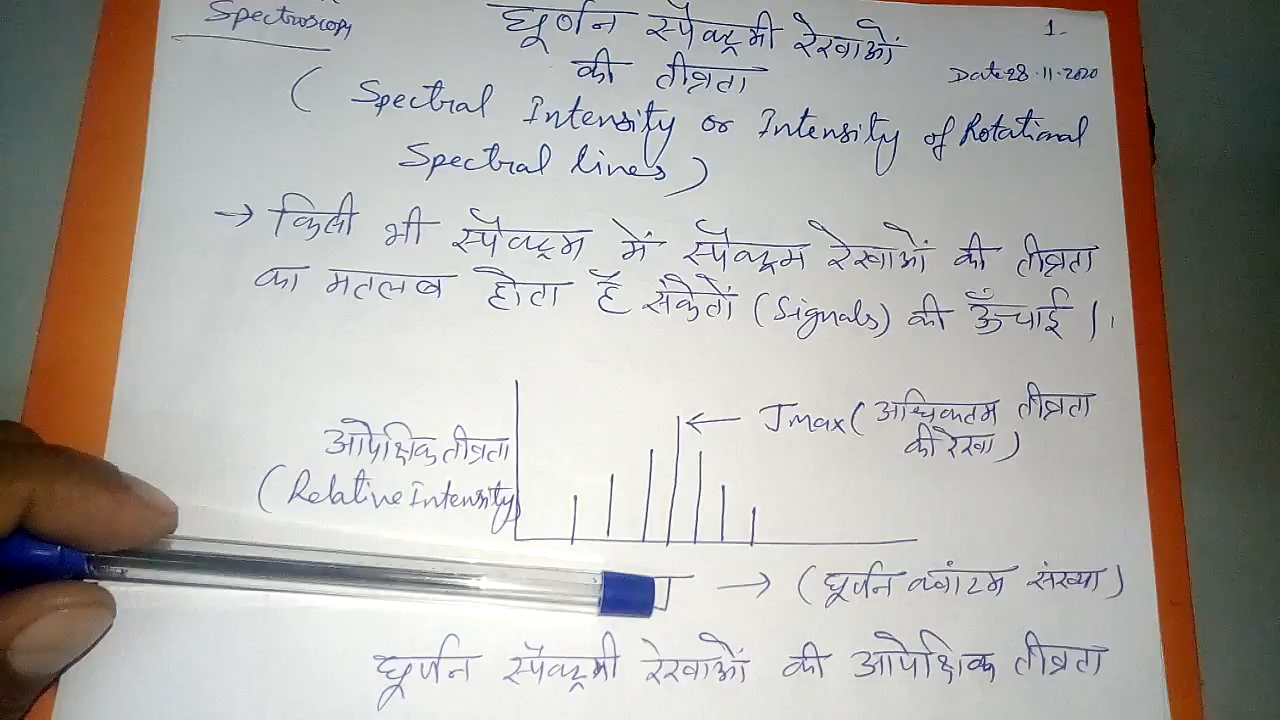 Spectroscopy
घूर्णन स्पैक्ट्रमी रेखाओं
1-
की तीव्रता
Date 28.11.2020
( Spectral Intensity or Intensity of Rotational
Spectral lines )
→ किसी भी स्पैक्ट्रम में स्पैक्ट्रम रेखाओं की तीव्रता
का मतलब होता है संकेतों (Signals) की ऊँचाई ।
Jmax ( अधिकतम तीव्रता
की रेखा )
आपेक्षिक तीव्रता
( Relative Intensity
J → ( घूर्णन क्वांटम संख्या )
घूर्णन स्पैक्ट्रमी रेखाओं की आपेक्षिक तीव्रता